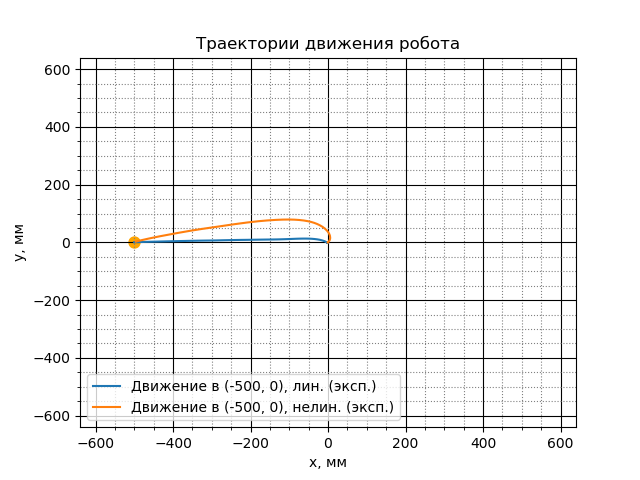 Траектории движения робота
600
400
200
0
−200
−400
−600
y, мм
Движение в (-500, 0), лин. (эксп.)
Движение в (-500, 0), нелин. (эксп.)
−600 −400 −200 0 200 400 600
x, мм